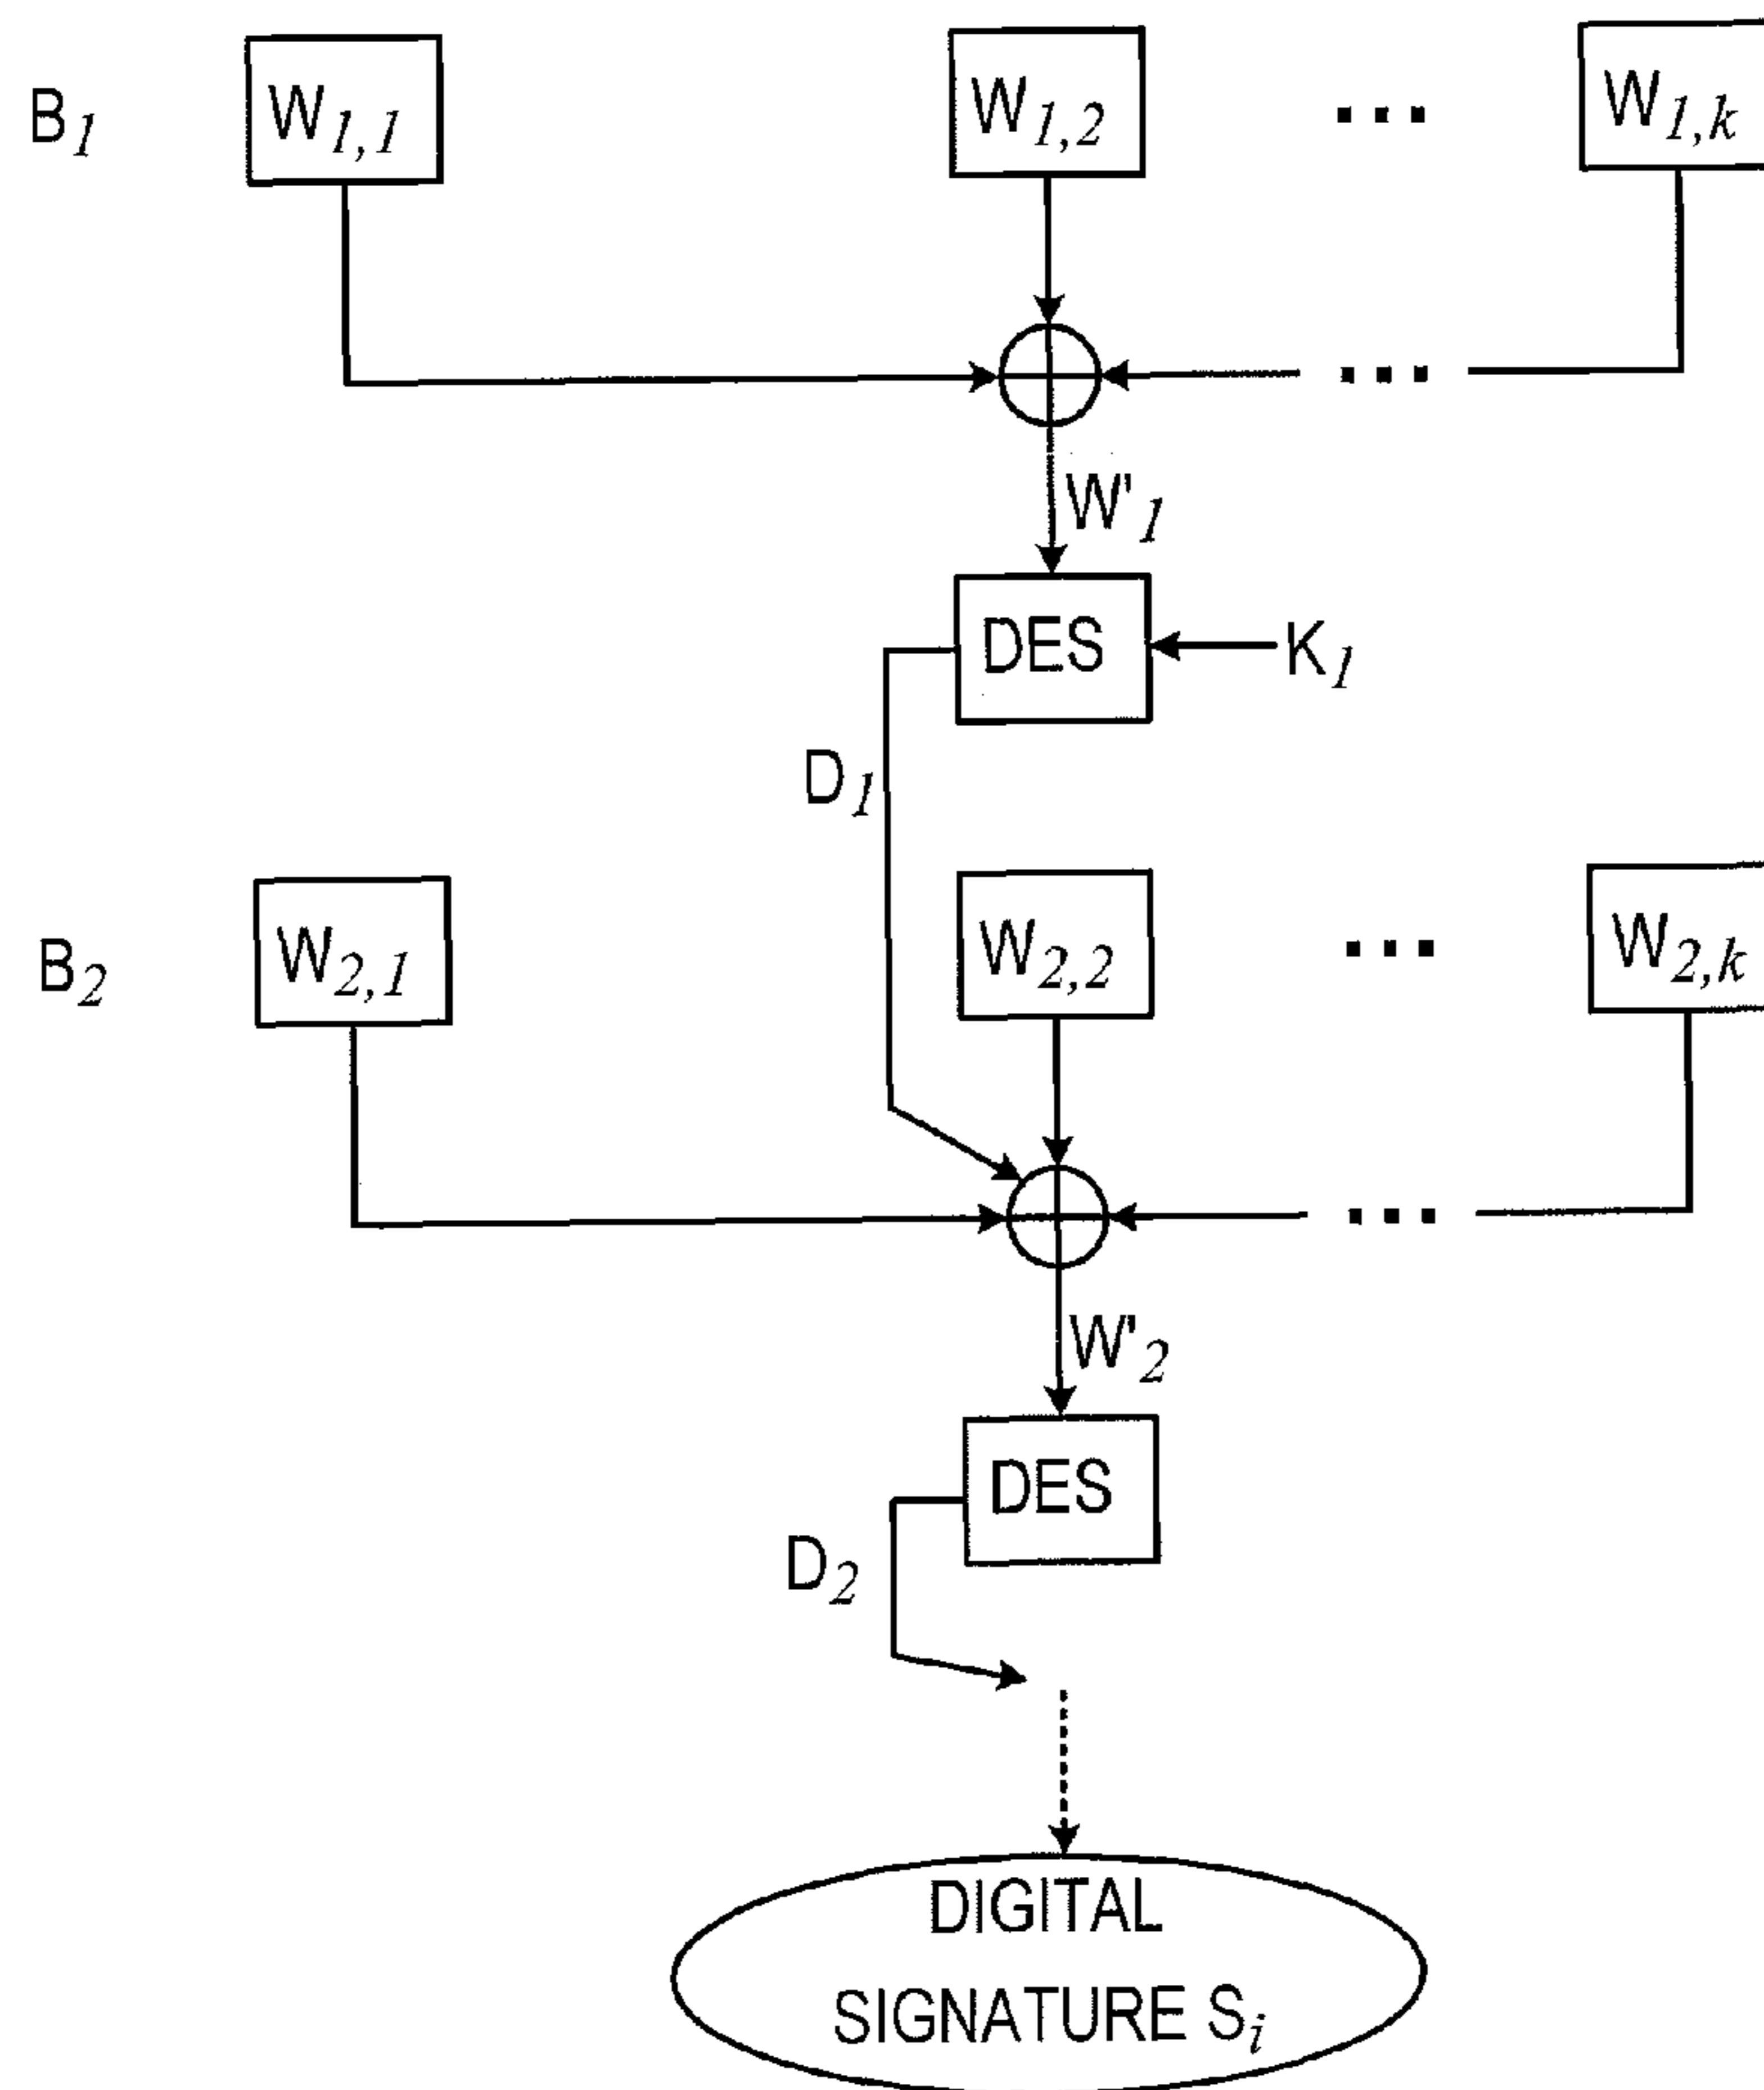 B₁ W₁,₁ W₁,₂ ... W₁,k
...
W'₁
DES K₁
D₁
B₂ W₂,₁ W₂,₂ ... W₂,k
...
W'₂
DES
D₂
DIGITAL
SIGNATURE Sᵢ